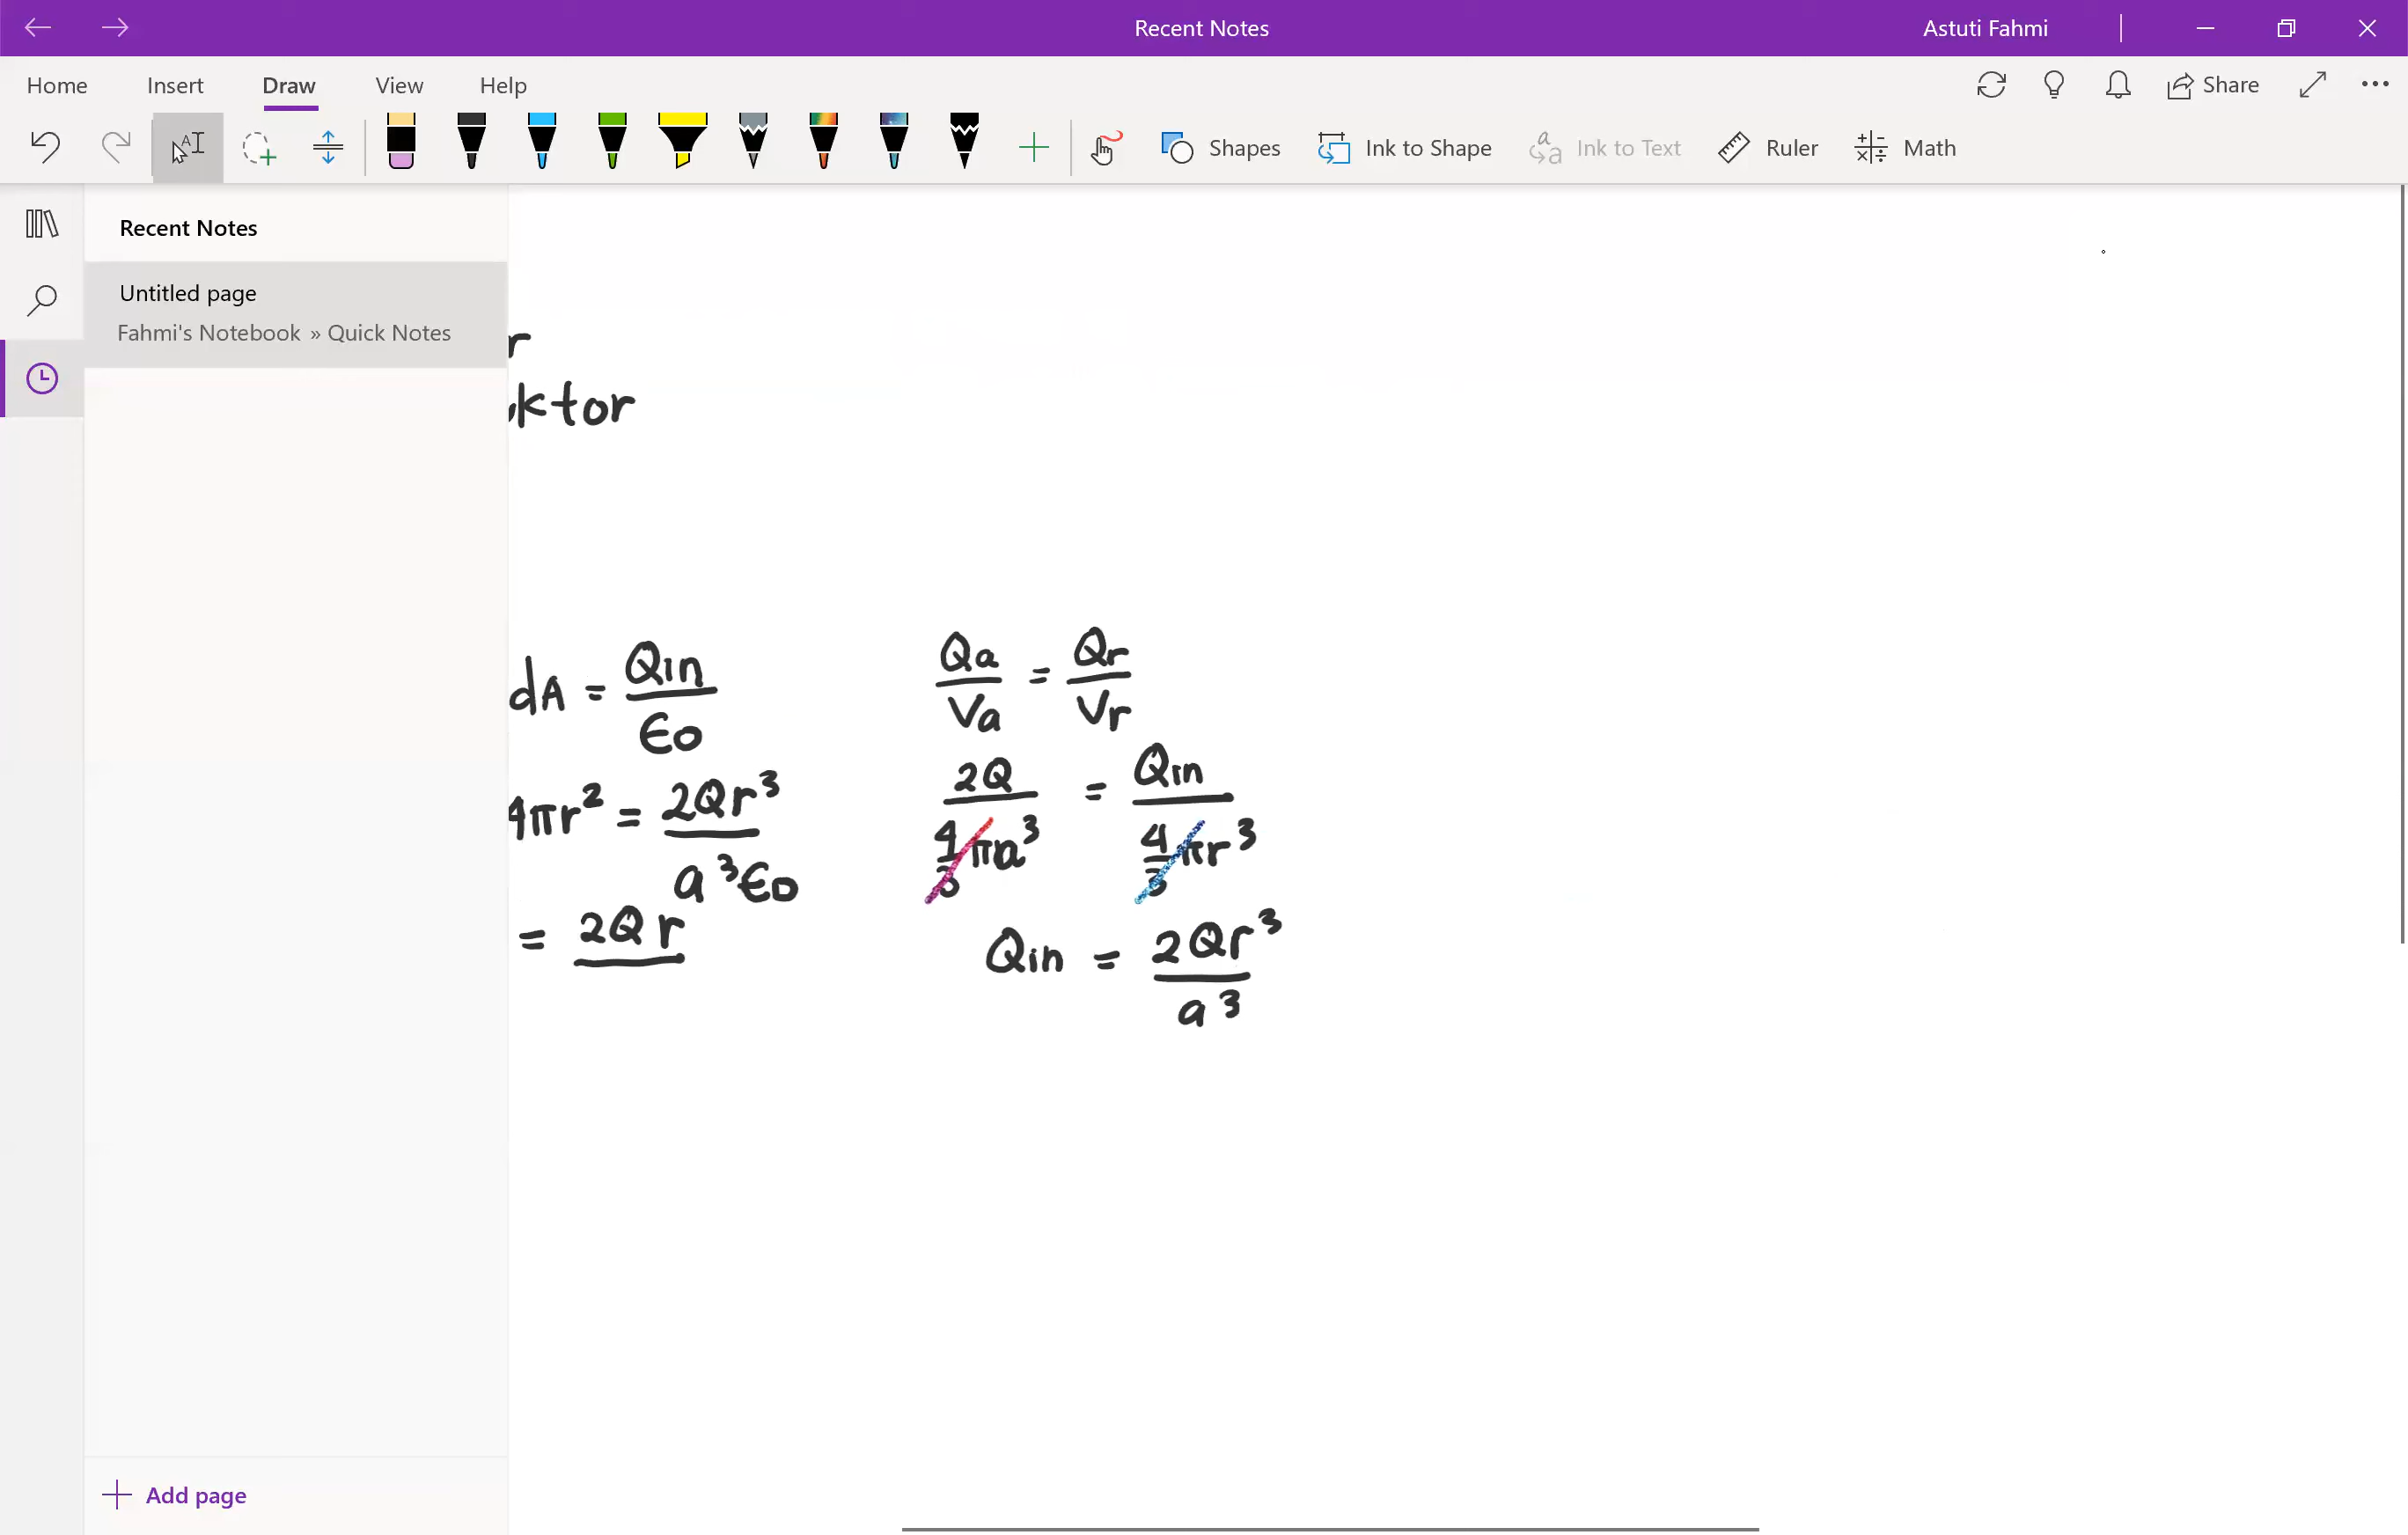 Recent Notes
Astuti Fahmi
Home Insert Draw View Help
Share
Shapes Ink to Shape Ink to Text Ruler Math
Recent Notes
Untitled page
Fahmi's Notebook » Quick Notes
r
ktor
dA = Qin / ϵ0
4πr² = 2Qr³ / a³ϵ0
= 2Qr
Qa / Va = Qr / Vr
2Q / 4/3 πa³ = Qin / 4/3 πr³
Qin = 2Qr³ / a³
Add page